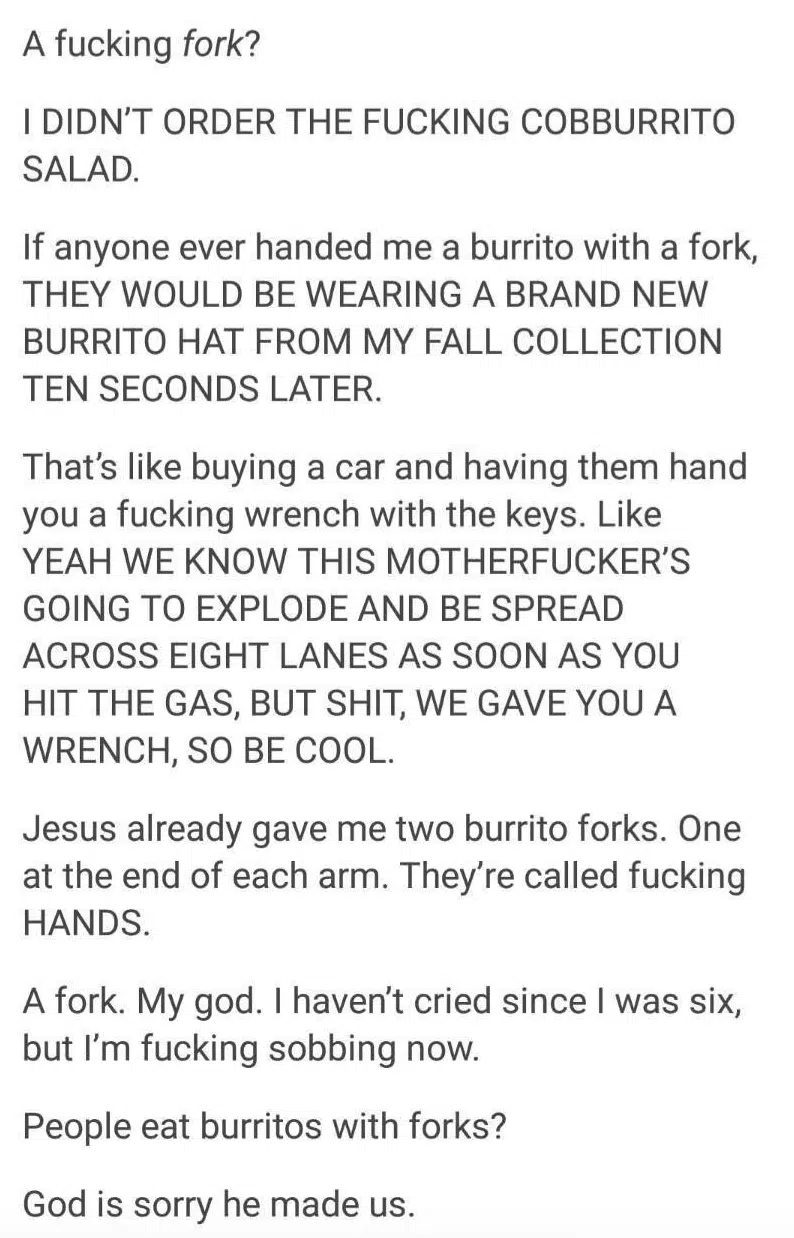 A fucking fork?
I DIDN’T ORDER THE FUCKING COBBURRITO
SALAD.
If anyone ever handed me a burrito with a fork,
THEY WOULD BE WEARING A BRAND NEW
BURRITO HAT FROM MY FALL COLLECTION
TEN SECONDS LATER.
That’s like buying a car and having them hand
you a fucking wrench with the keys. Like
YEAH WE KNOW THIS MOTHERFUCKER’S
GOING TO EXPLODE AND BE SPREAD
ACROSS EIGHT LANES AS SOON AS YOU
HIT THE GAS, BUT SHIT, WE GAVE YOU A
WRENCH, SO BE COOL.
Jesus already gave me two burrito forks. One
at the end of each arm. They’re called fucking
HANDS.
A fork. My god. I haven’t cried since I was six,
but I’m fucking sobbing now.
People eat burritos with forks?
God is sorry he made us.